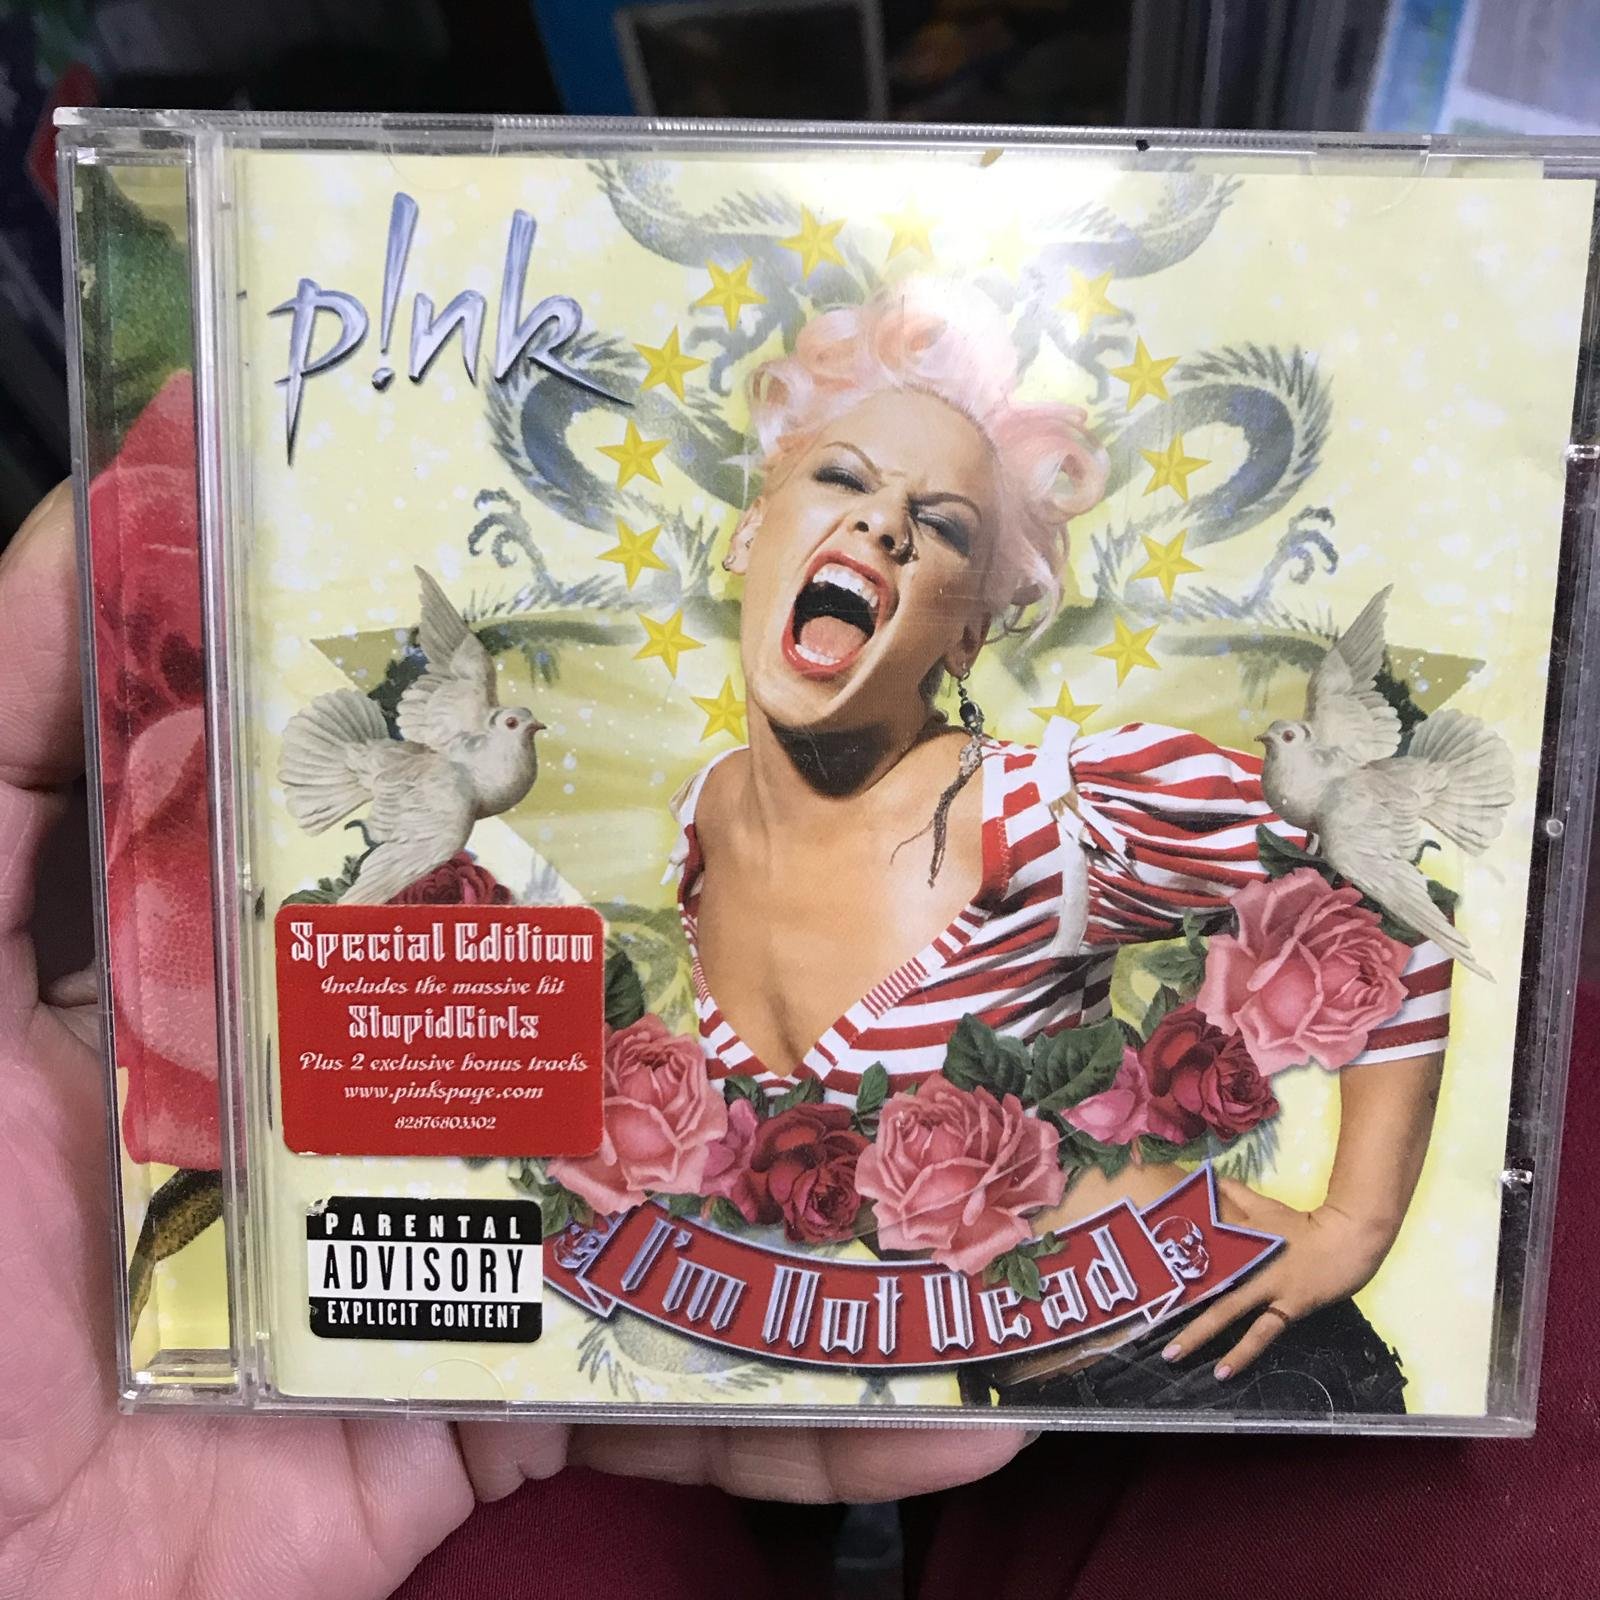 p!nk
Special Edition
Includes the massive hit
StupidGirls
Plus 2 exclusive bonus tracks
www.pinkspage.com
82876803302
PARENTAL
ADVISORY
EXPLICIT CONTENT
I'm Not Dead